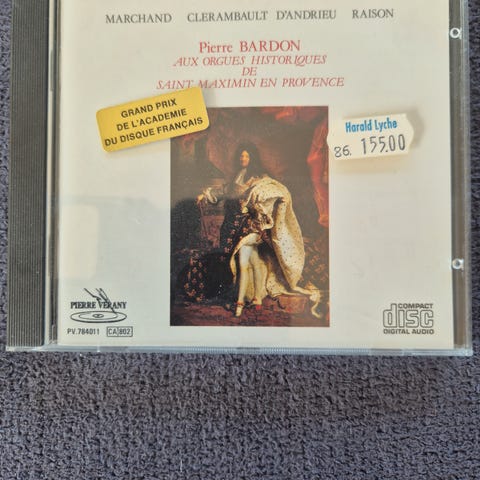 MARCHAND CLERAMBAULT D'ANDRIEU RAISON
Pierre BARDON
AUX ORGUES HISTORIQUES
DE
SAINT MAXIMIN EN PROVENCE
GRAND PRIX
DE L'ACADEMIE
DU DISQUE FRANÇAIS
Harald Lyche
86. 155.00
PIERRE VERANY
PV.784011 CA 802
COMPACT
disc
DIGITAL AUDIO